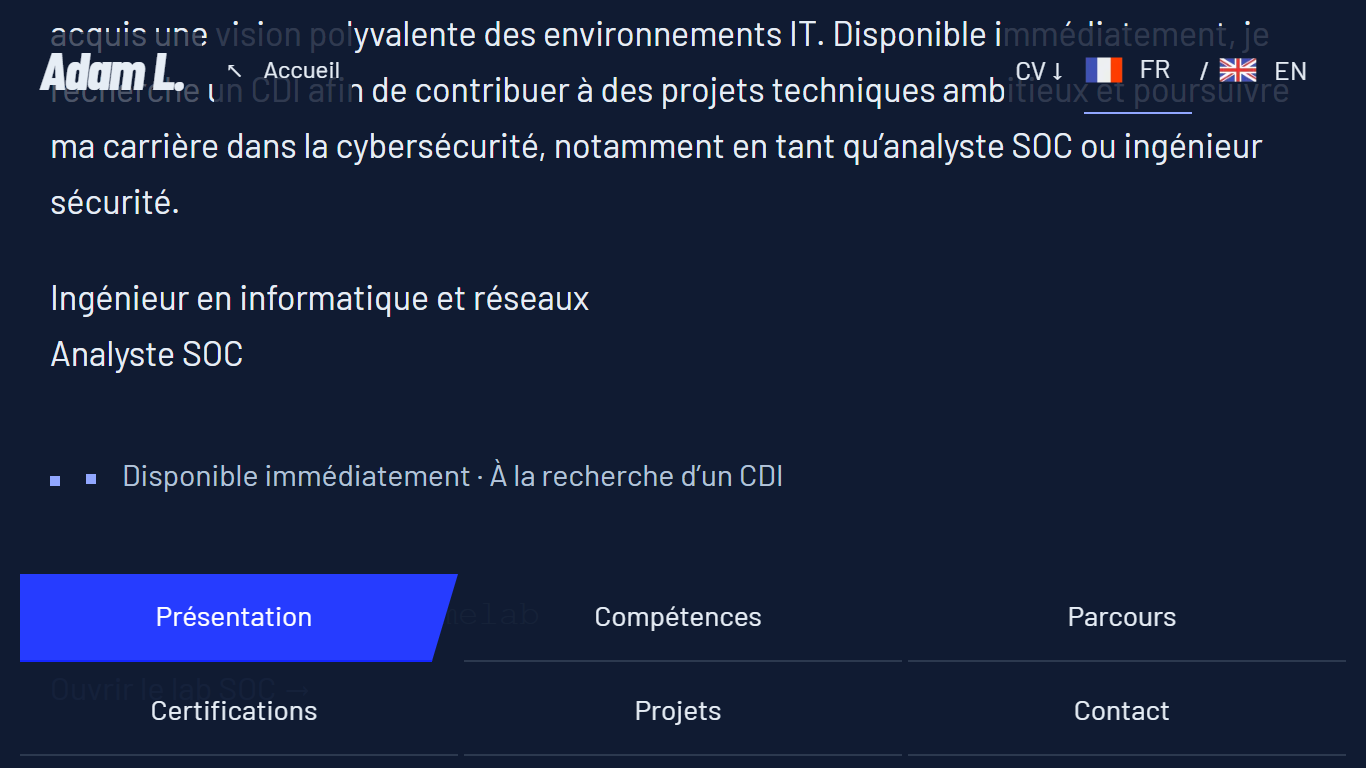 acquis une vision polyvalente des environnements IT. Disponible immédiatement, je
Adam L.
↖ Accueil
CV ↓
FR
/ EN
recherche un CDI afin de contribuer à des projets techniques ambitieux et poursuivre
ma carrière dans la cybersécurité, notamment en tant qu’analyste SOC ou ingénieur
sécurité.
Ingénieur en informatique et réseaux
Analyste SOC
Disponible immédiatement · À la recherche d’un CDI
Présentation
Compétences
Parcours
Ouvrir le lab SOC →
Certifications
Projets
Contact